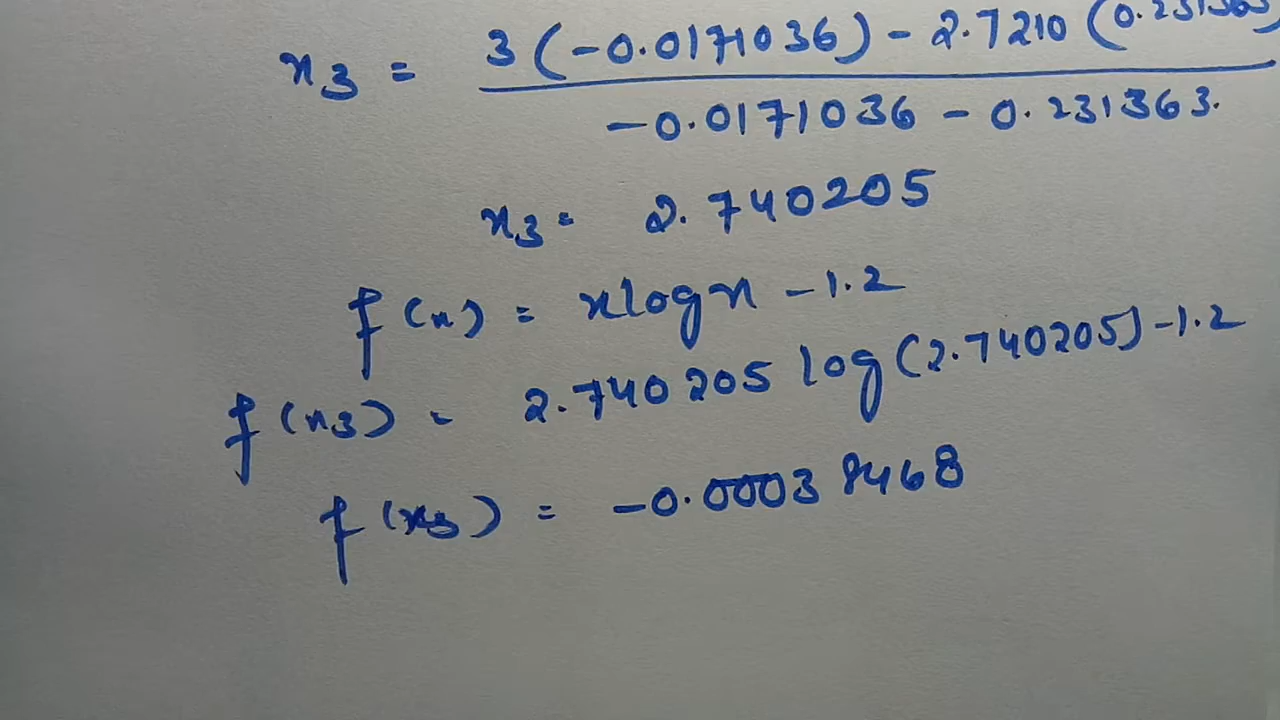 x3 = 3(-0.0171036) - 2.7210 (0.231363)
-0.0171036 - 0.231363.
x3 = 2.740205
f(x) = xlogx - 1.2
f(x3) = 2.740205 log(2.740205) - 1.2
f(x3) = -0.00038468